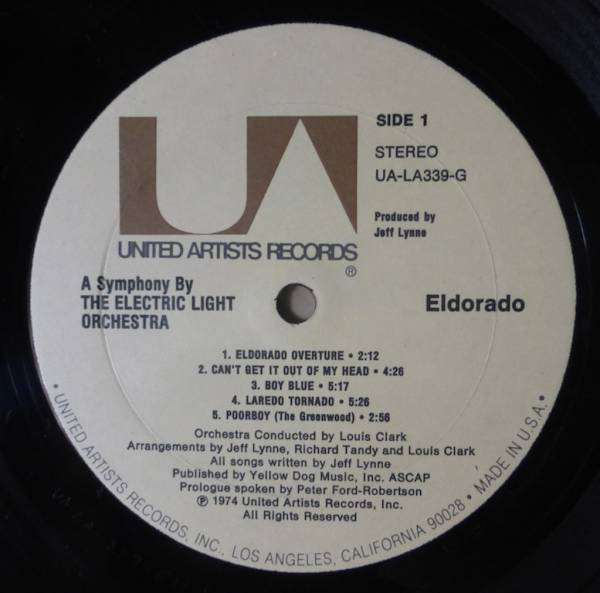 UA
UNITED ARTISTS RECORDS
®
SIDE 1
STEREO
UA-LA339-G
Produced by
Jeff Lynne
A Symphony By
THE ELECTRIC LIGHT
ORCHESTRA
Eldorado
1. ELDORADO OVERTURE • 2:12
2. CAN'T GET IT OUT OF MY HEAD • 4:26
3. BOY BLUE • 5:17
4. LAREDO TORNADO • 5:26
5. POORBOY (The Greenwood) • 2:56
Orchestra Conducted by Louis Clark
Arrangements by Jeff Lynne, Richard Tandy and Louis Clark
All songs written by Jeff Lynne
Published by Yellow Dog Music, Inc. ASCAP
Prologue spoken by Peter Ford-Robertson
℗ 1974 United Artists Records, Inc.
All Rights Reserved
• UNITED ARTISTS RECORDS, INC., LOS ANGELES, CALIFORNIA 90028 • MADE IN U.S.A. •